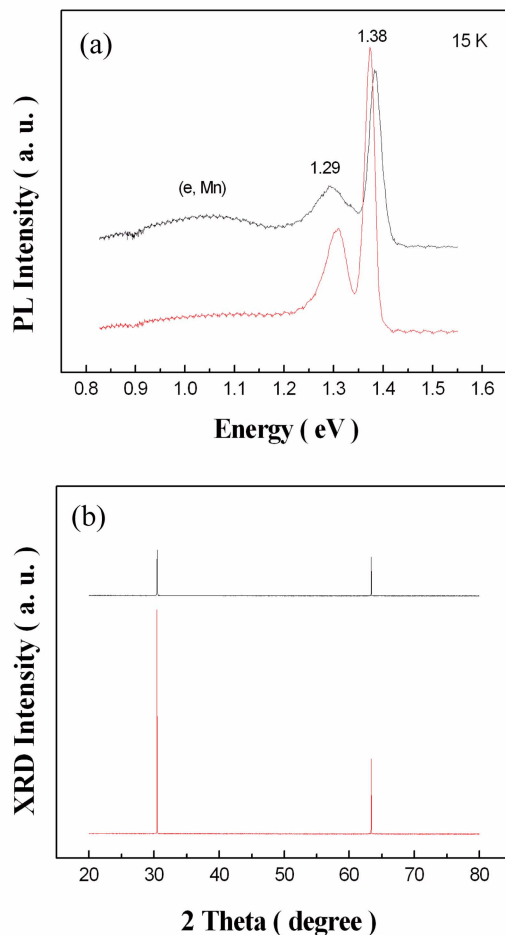 (a)
1.38
15 K
1.29
(e, Mn)
PL Intensity ( a. u. )
0.8 0.9 1.0 1.1 1.2 1.3 1.4 1.5 1.6
Energy ( eV )
(b)
XRD Intensity ( a. u. )
20 30 40 50 60 70 80
2 Theta ( degree )